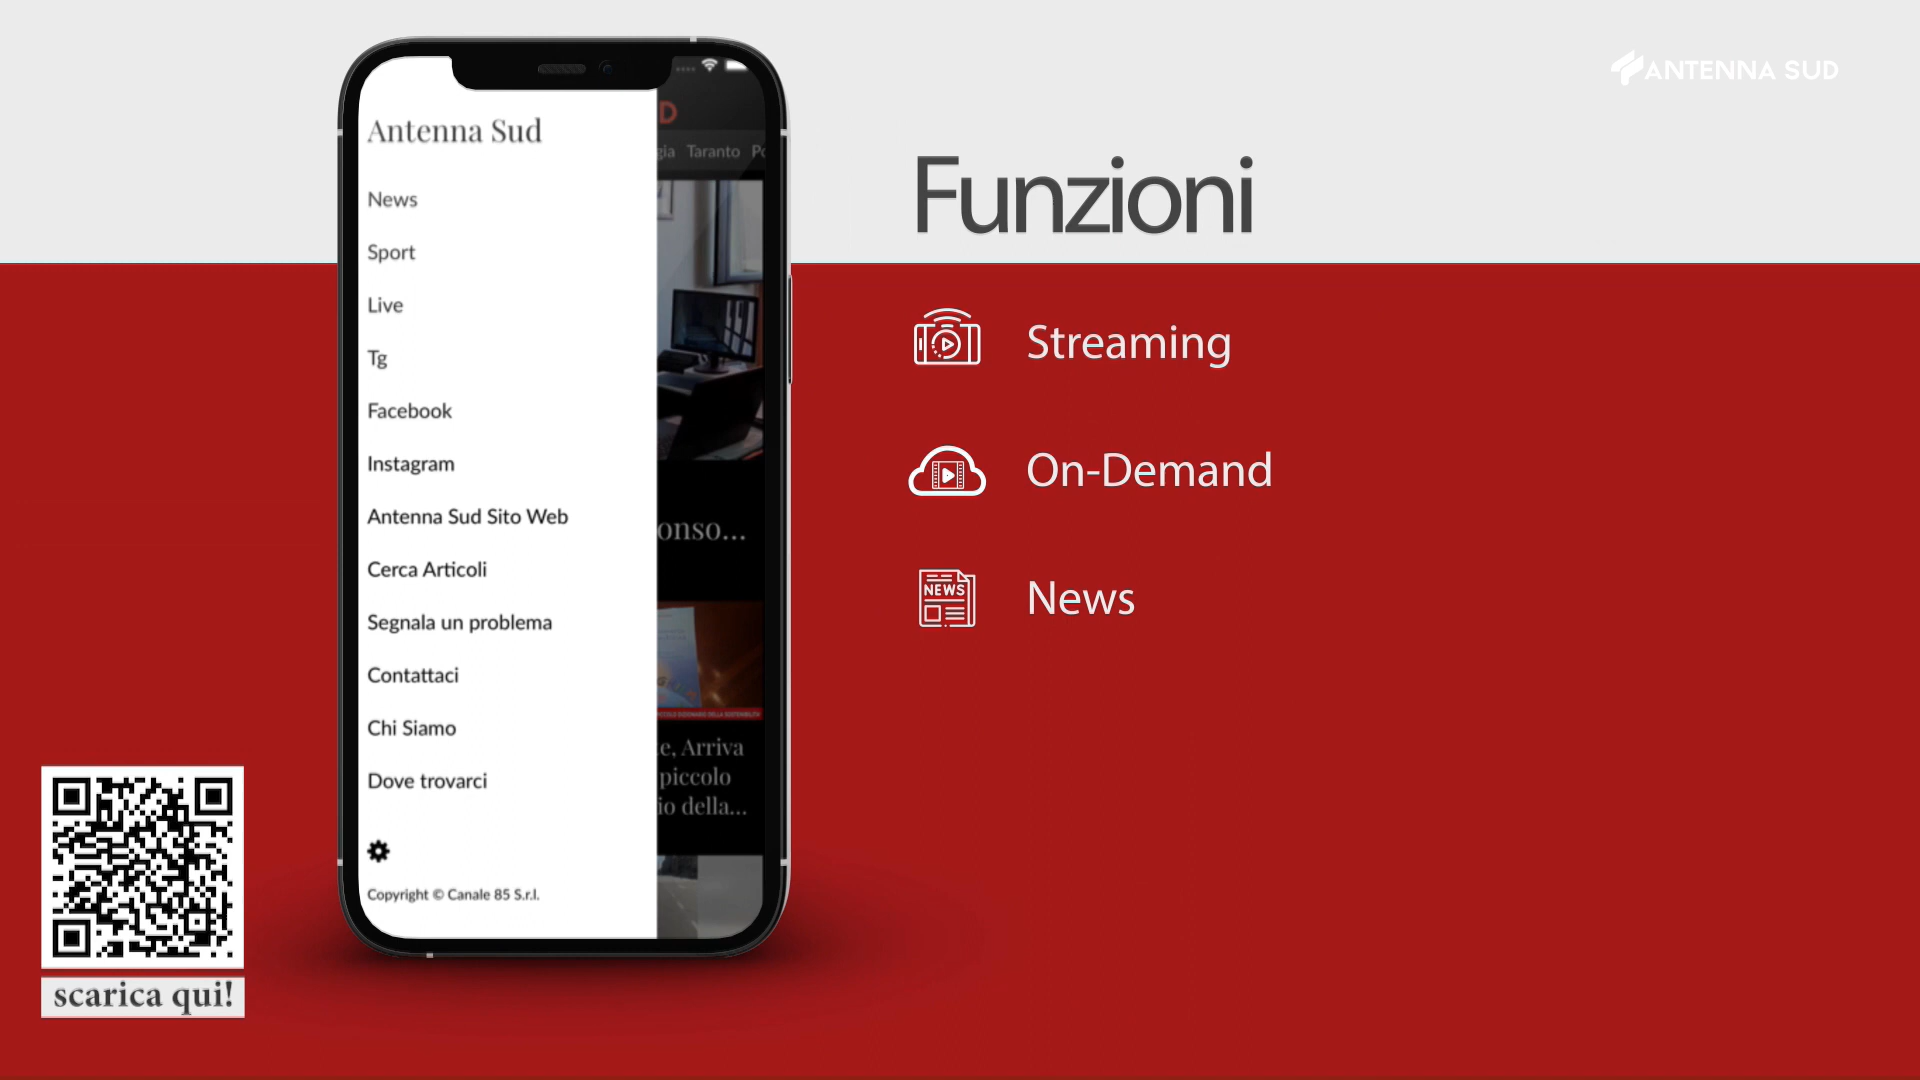 ANTENNA SUD
Antenna Sud
News
Sport
Live
Tg
Facebook
Instagram
Antenna Sud Sito Web
Cerca Articoli
Segnala un problema
Contattaci
Chi Siamo
Dove trovarci
Copyright © Canale 85 S.r.l.
D
gia Taranto Po
onso...
e, Arriva
piccolo
io della...
Funzioni
Streaming
On-Demand
NEWS
News
scarica qui!